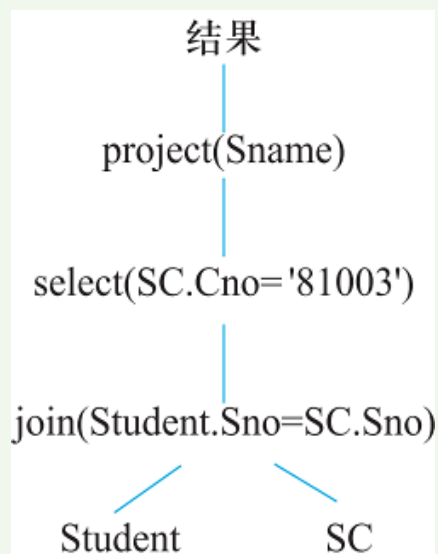 结果
project(Sname)
select(SC.Cno='81003')
join(Student.Sno=SC.Sno)
Student SC